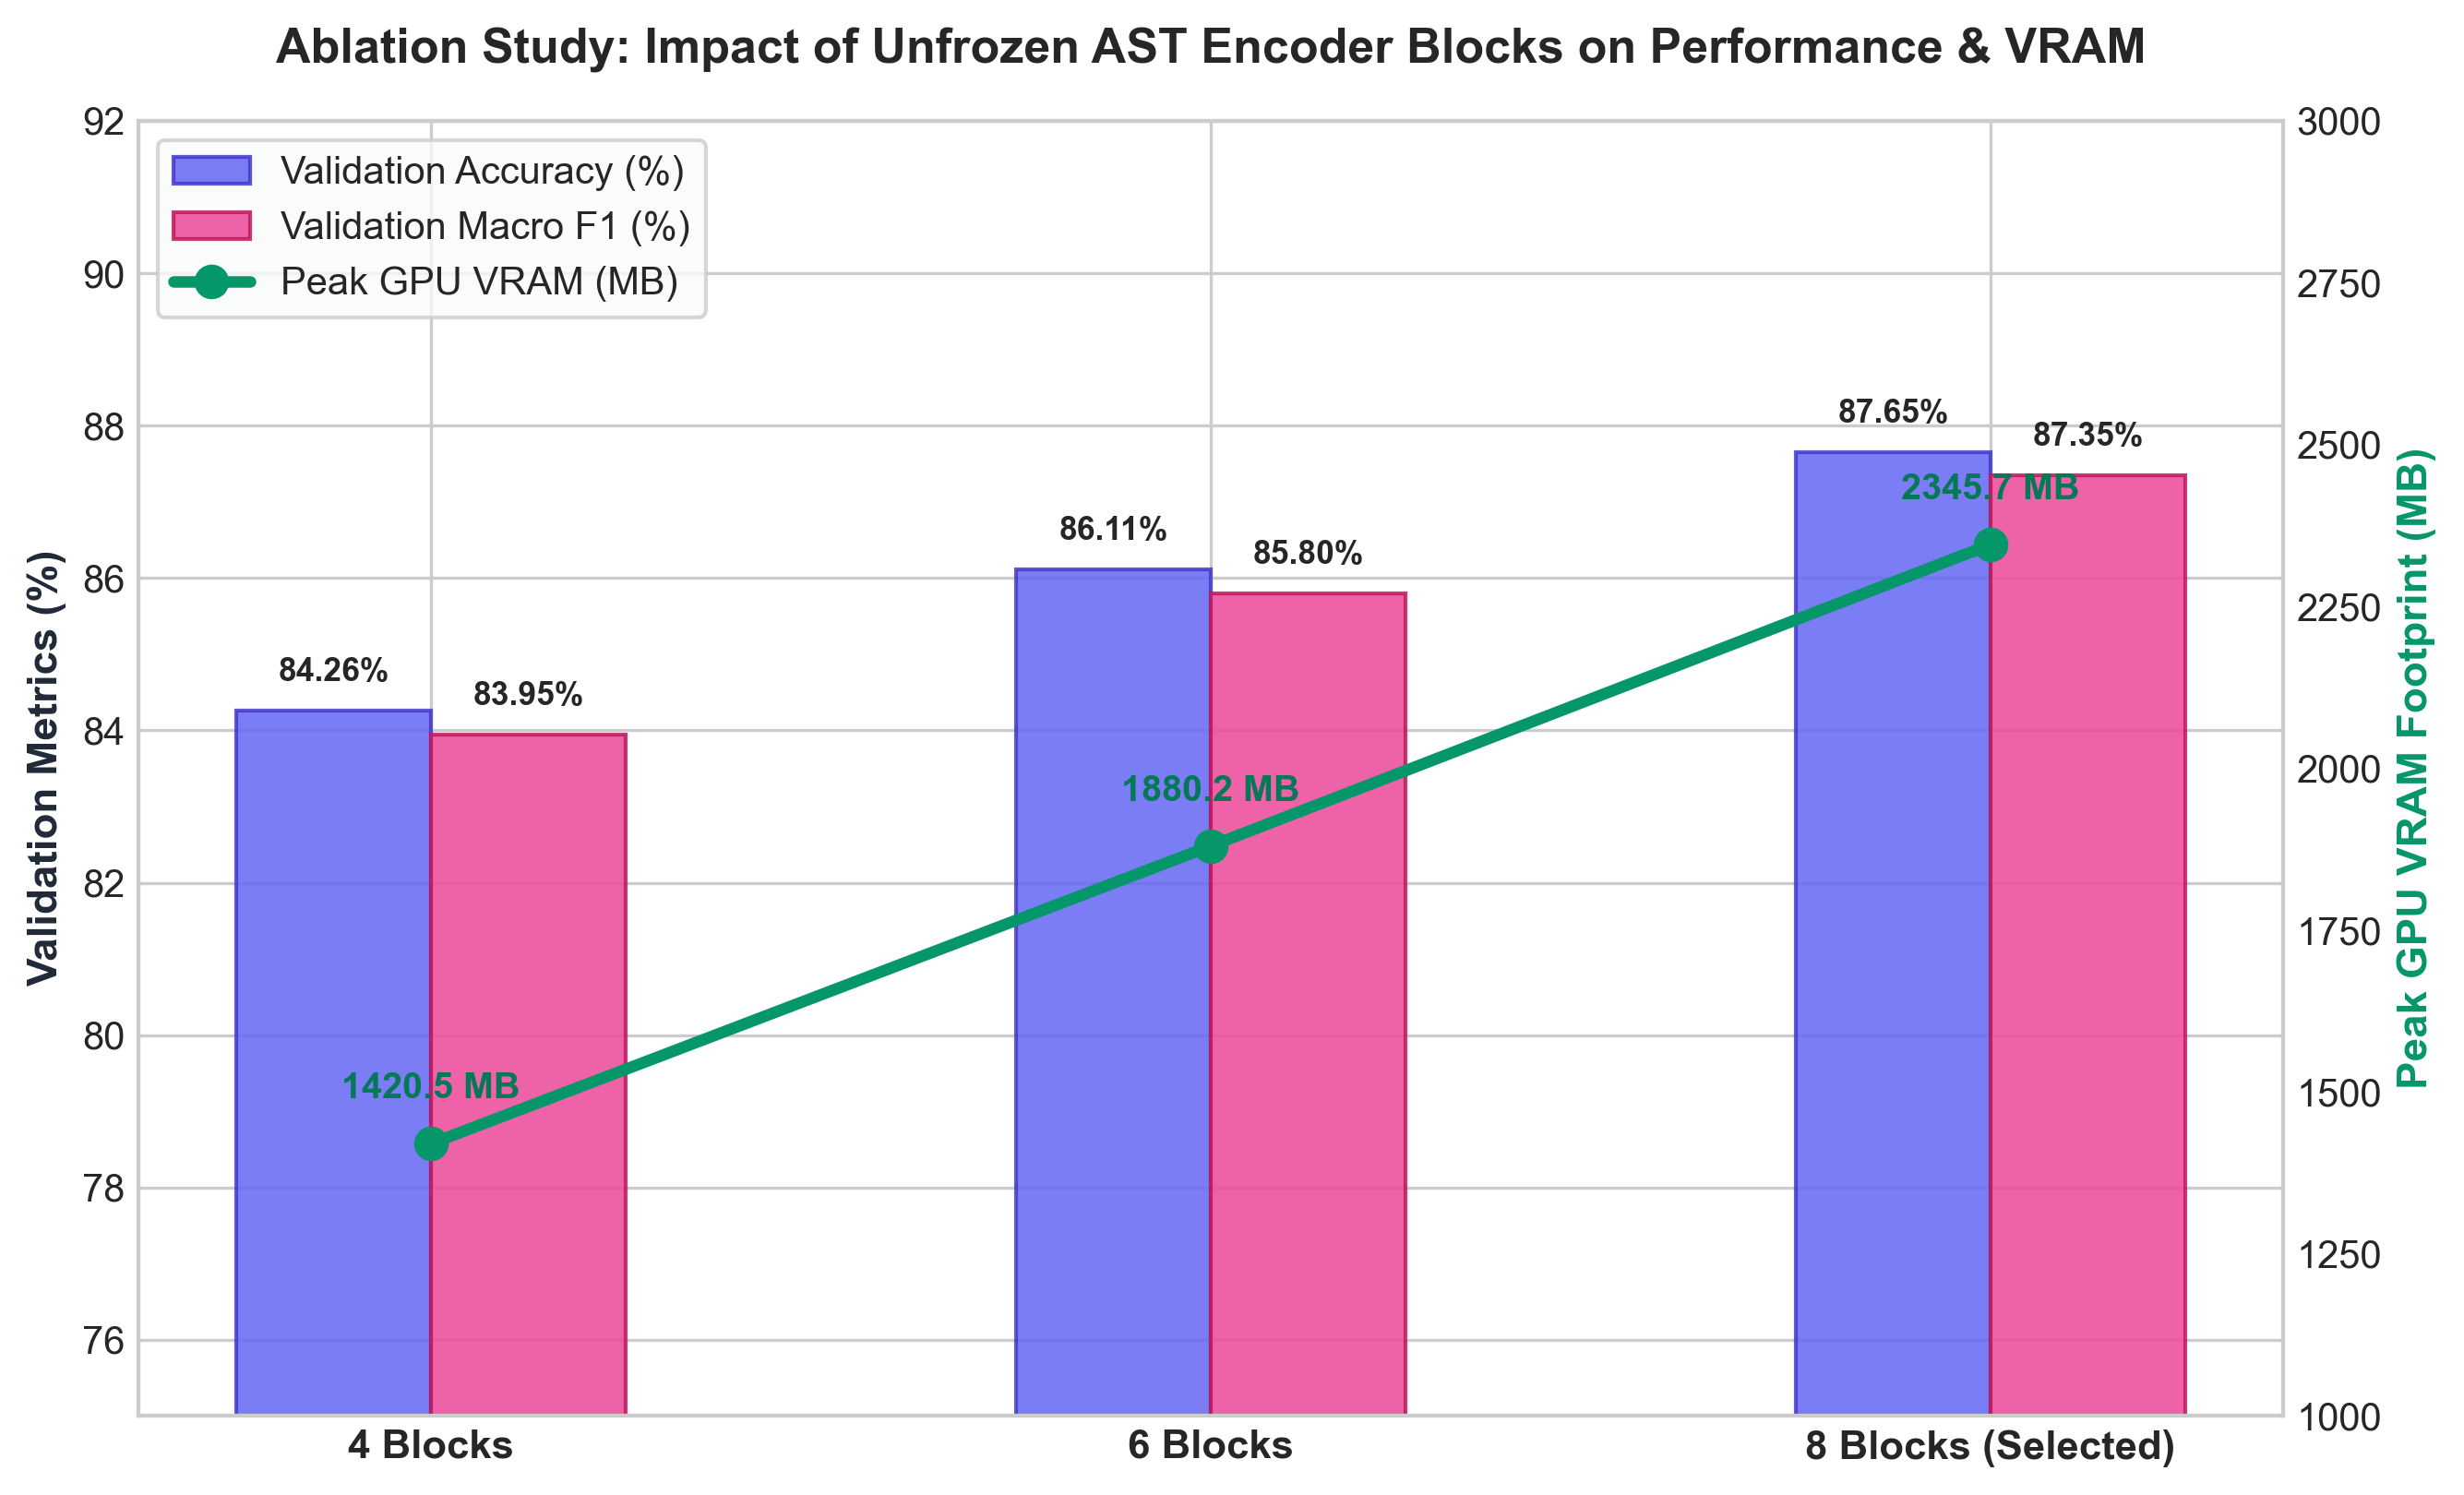 Ablation Study: Impact of Unfrozen AST Encoder Blocks on Performance & VRAM
Validation Accuracy (%)
Validation Macro F1 (%)
Peak GPU VRAM (MB)
Validation Metrics (%)
92
90
88
86
84
82
80
78
76
84.26%
83.95%
1420.5 MB
86.11%
85.80%
1880.2 MB
87.65%
87.35%
2345.7 MB
3000
2750
2500
2250
2000
1750
1500
1250
1000
Peak GPU VRAM Footprint (MB)
4 Blocks
6 Blocks
8 Blocks (Selected)